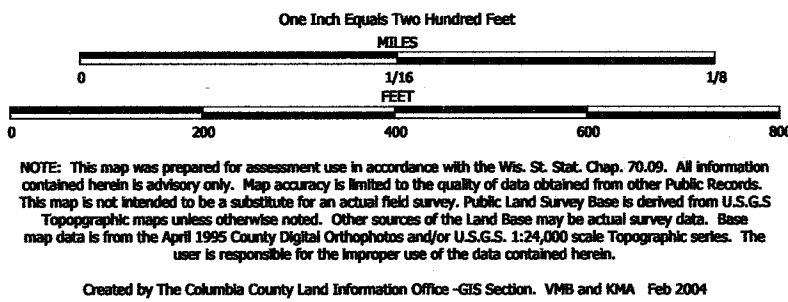 One Inch Equals Two Hundred Feet
MILES
0 1/16 1/8
FEET
0 200 400 600 800
NOTE: This map was prepared for assessment use in accordance with the Wis. St. Stat. Chap. 70.09. All information
contained herein is advisory only. Map accuracy is limited to the quality of data obtained from other Public Records.
This map is not intended to be a substitute for an actual field survey. Public Land Survey Base is derived from U.S.G.S
Topopgraphic maps unless otherwise noted. Other sources of the Land Base may be actual survey data. Base
map data is from the April 1995 County Digital Orthophotos and/or U.S.G.S. 1:24,000 scale Topographic series. The
user is responsible for the improper use of the data contained herein.
Created by The Columbia County Land Information Office -GIS Section. VMB and KMA Feb 2004